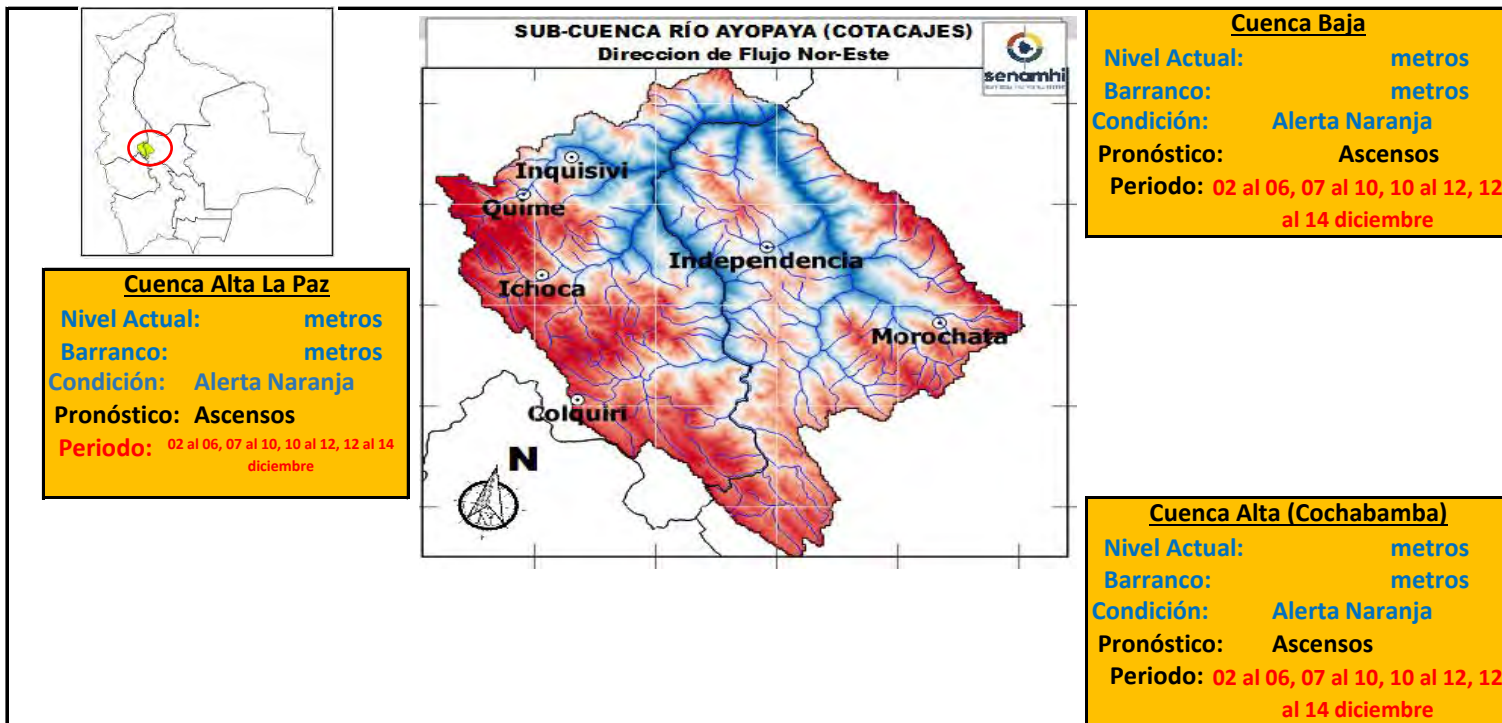 SUB-CUENCA RÍO AYOPAYA (COTACAJES)
Direccion de Flujo Nor-Este
senamhi
Inquisivi
Quime
Independencia
Ichoca
Morochata
Colquiri
N
Cuenca Alta La Paz
Nivel Actual: metros
Barranco: metros
Condición: Alerta Naranja
Pronóstico: Ascensos
Periodo: 02 al 06, 07 al 10, 10 al 12, 12 al 14
diciembre
Cuenca Baja
Nivel Actual: metros
Barranco: metros
Condición: Alerta Naranja
Pronóstico: Ascensos
Periodo: 02 al 06, 07 al 10, 10 al 12, 12
al 14 diciembre
Cuenca Alta (Cochabamba)
Nivel Actual: metros
Barranco: metros
Condición: Alerta Naranja
Pronóstico: Ascensos
Periodo: 02 al 06, 07 al 10, 10 al 12, 12
al 14 diciembre